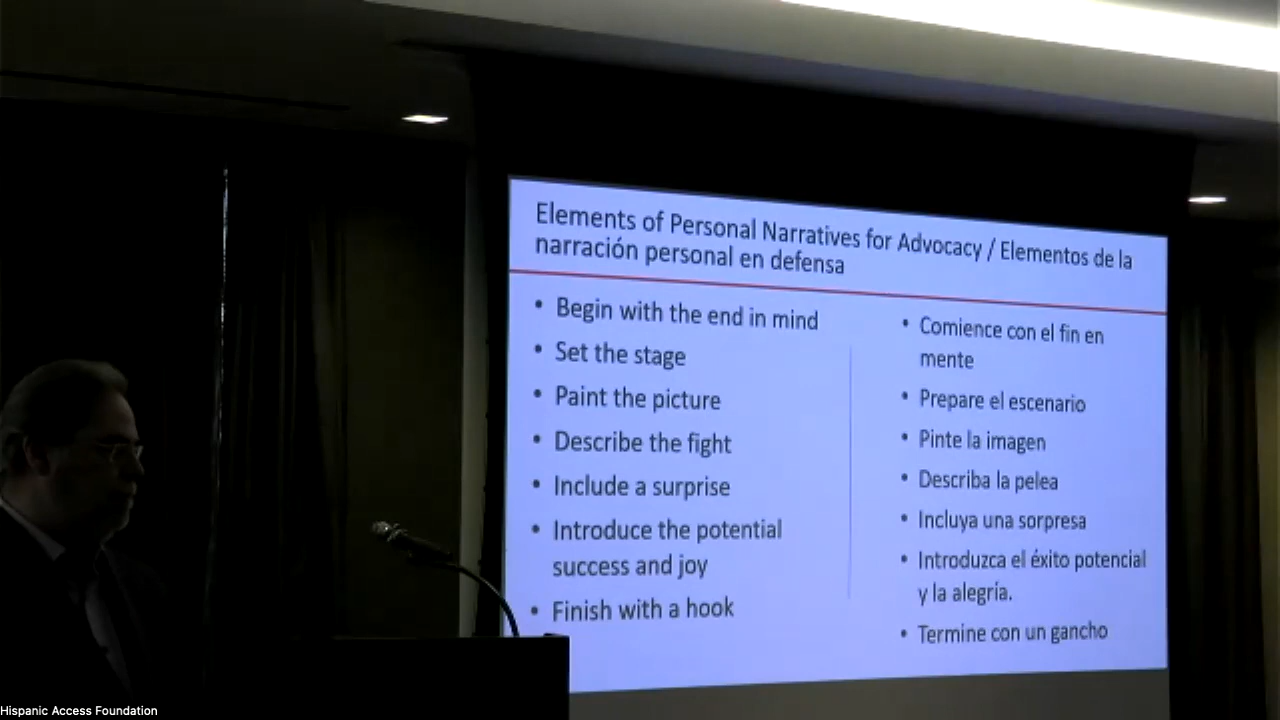 Elements of Personal Narratives for Advocacy / Elementos de la
narración personal en defensa
• Begin with the end in mind
• Set the stage
• Paint the picture
• Describe the fight
• Include a surprise
• Introduce the potential
success and joy
• Finish with a hook
• Comience con el fin en
mente
• Prepare el escenario
• Pinte la imagen
• Describa la pelea
• Incluya una sorpresa
• Introduzca el éxito potencial
y la alegría.
• Termine con un gancho
Hispanic Access Foundation